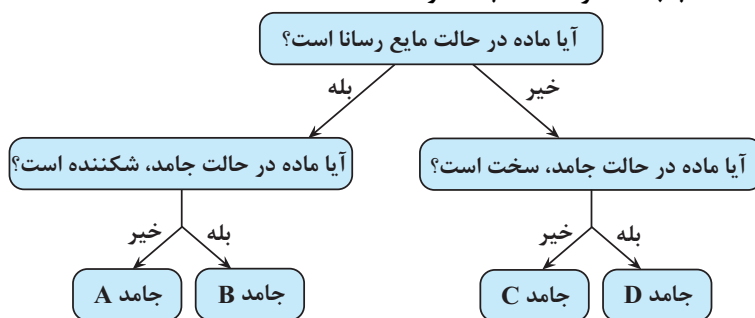 آیا ماده در حالت مایع رسانا است؟
خیر
بله
آیا ماده در حالت جامد، سخت است؟
آیا ماده در حالت جامد، شکننده است؟
بله
خیر
بله
خیر
جامد D
جامد C
جامد B
جامد A